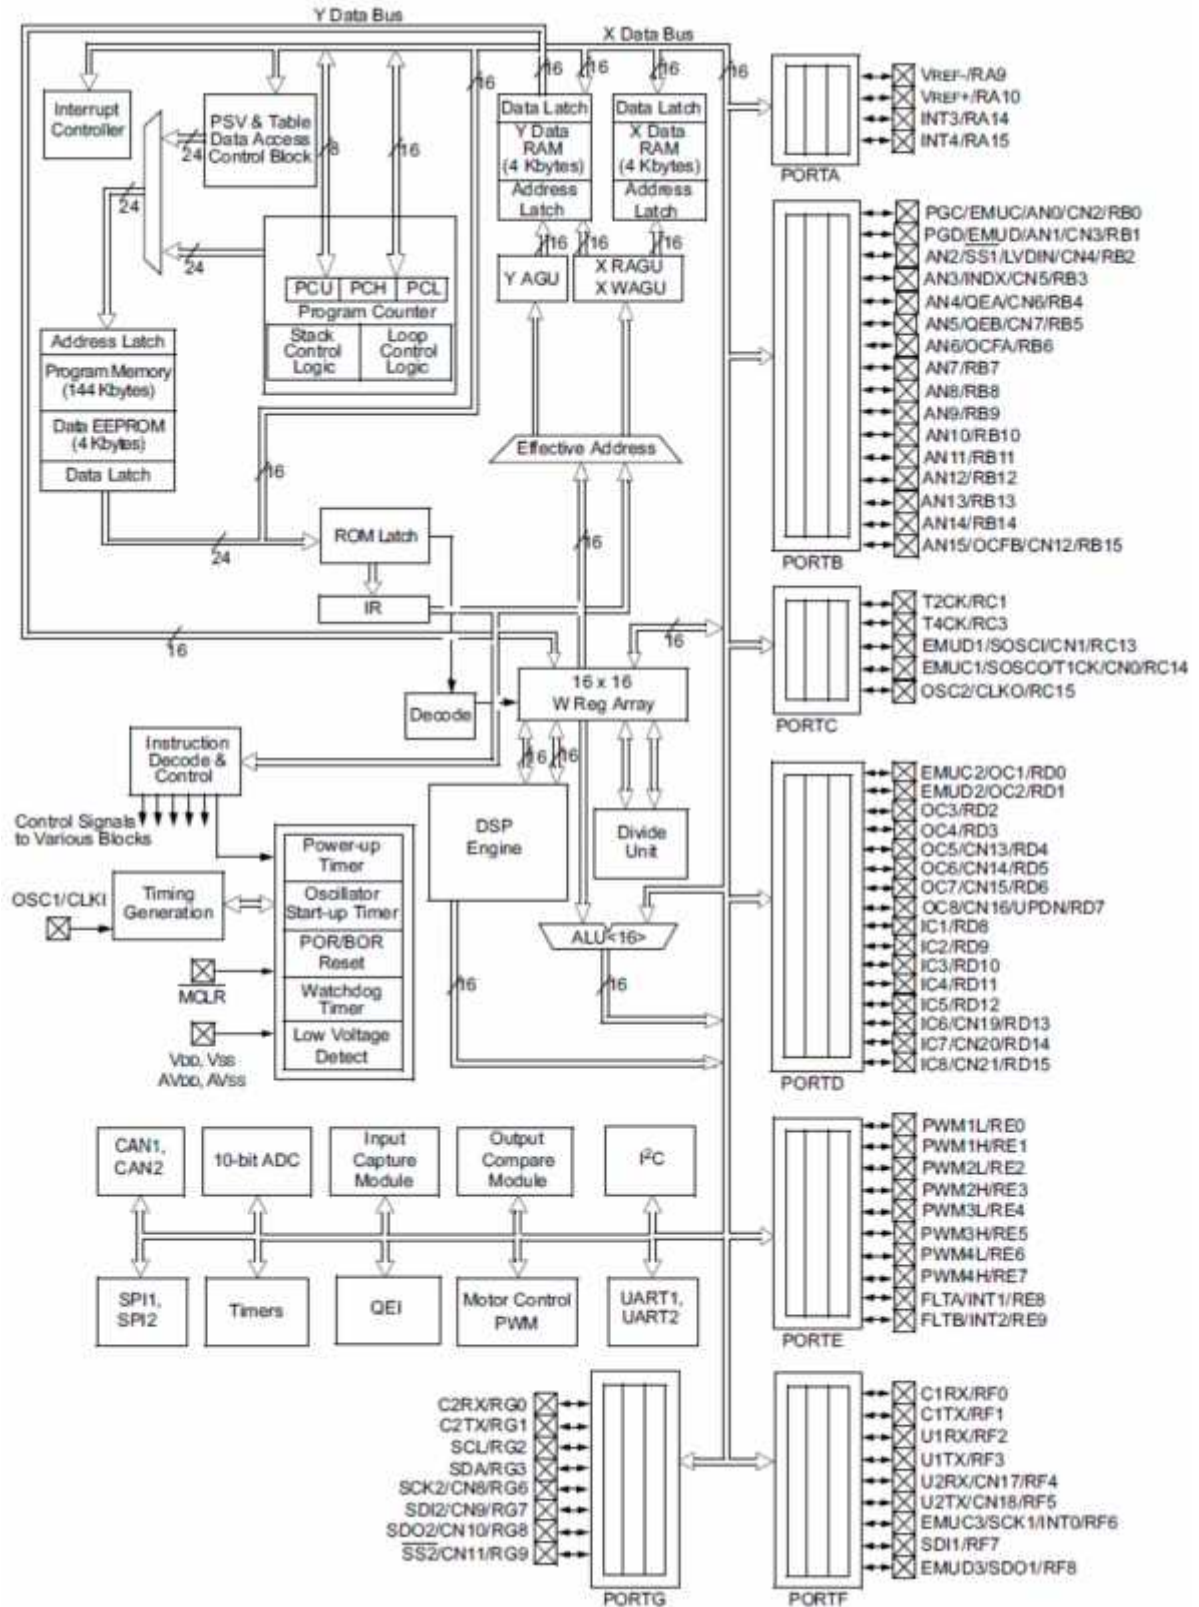 Y Data Bus
X Data Bus
16
16
16
16
16
16
Interrupt
Controller
PSV & Table
Data Access
Control Block
24
8
16
24
24
Data Latch
Y Data
RAM
(4 Kbytes)
Address
Latch
Data Latch
X Data
RAM
(4 Kbytes)
Address
Latch
16
16
16
Y AGU
X RAGU
X WAGU
PCU
PCH
PCL
Program Counter
Stack
Control
Logic
Loop
Control
Logic
Address Latch
Program Memory
(144 Kbytes)
Data EEPROM
(4 Kbytes)
Data Latch
Effective Address
16
24
ROM Latch
16
IR
16
16
16 x 16
W Reg Array
Decode
16
16
Instruction
Decode &
Control
Control Signals
to Various Blocks
DSP
Engine
Divide
Unit
Power-up
Timer
Oscillator
Start-up Timer
POR/BOR
Reset
Watchdog
Timer
Low Voltage
Detect
OSC1/CLKI
Timing
Generation
MCLR
VDD, VSS
AVDD, AVSS
ALU<16>
16
16
CAN1,
CAN2
10-bit ADC
Input
Capture
Module
Output
Compare
Module
I²C
SPI1,
SPI2
Timers
QEI
Motor Control
PWM
UART1,
UART2
VREF-/RA9
VREF+/RA10
INT3/RA14
INT4/RA15
PORTA
PGC/EMUC/AN0/CN2/RB0
PGD/EMUD/AN1/CN3/RB1
AN2/SS1/LVDIN/CN4/RB2
AN3/INDX/CN5/RB3
AN4/QEA/CN6/RB4
AN5/QEB/CN7/RB5
AN6/OCFA/RB6
AN7/RB7
AN8/RB8
AN9/RB9
AN10/RB10
AN11/RB11
AN12/RB12
AN13/RB13
AN14/RB14
AN15/OCFB/CN12/RB15
PORTB
T2CK/RC1
T4CK/RC3
EMUD1/SOSCI/CN1/RC13
EMUC1/SOSCO/T1CK/CN0/RC14
OSC2/CLKO/RC15
PORTC
EMUC2/OC1/RD0
EMUD2/OC2/RD1
OC3/RD2
OC4/RD3
OC5/CN13/RD4
OC6/CN14/RD5
OC7/CN15/RD6
OC8/CN16/UPDN/RD7
IC1/RD8
IC2/RD9
IC3/RD10
IC4/RD11
IC5/RD12
IC6/CN19/RD13
IC7/CN20/RD14
IC8/CN21/RD15
PORTD
PWM1L/RE0
PWM1H/RE1
PWM2L/RE2
PWM2H/RE3
PWM3L/RE4
PWM3H/RE5
PWM4L/RE6
PWM4H/RE7
FLTA/INT1/RE8
FLTB/INT2/RE9
PORTE
C2RX/RG0
C2TX/RG1
SCL/RG2
SDA/RG3
SCK2/CN8/RG6
SDI2/CN9/RG7
SDO2/CN10/RG8
SS2/CN11/RG9
PORTG
C1RX/RF0
C1TX/RF1
U1RX/RF2
U1TX/RF3
U2RX/CN17/RF4
U2TX/CN18/RF5
EMUC3/SCK1/INT0/RF6
SDI1/RF7
EMUD3/SDO1/RF8
PORTF